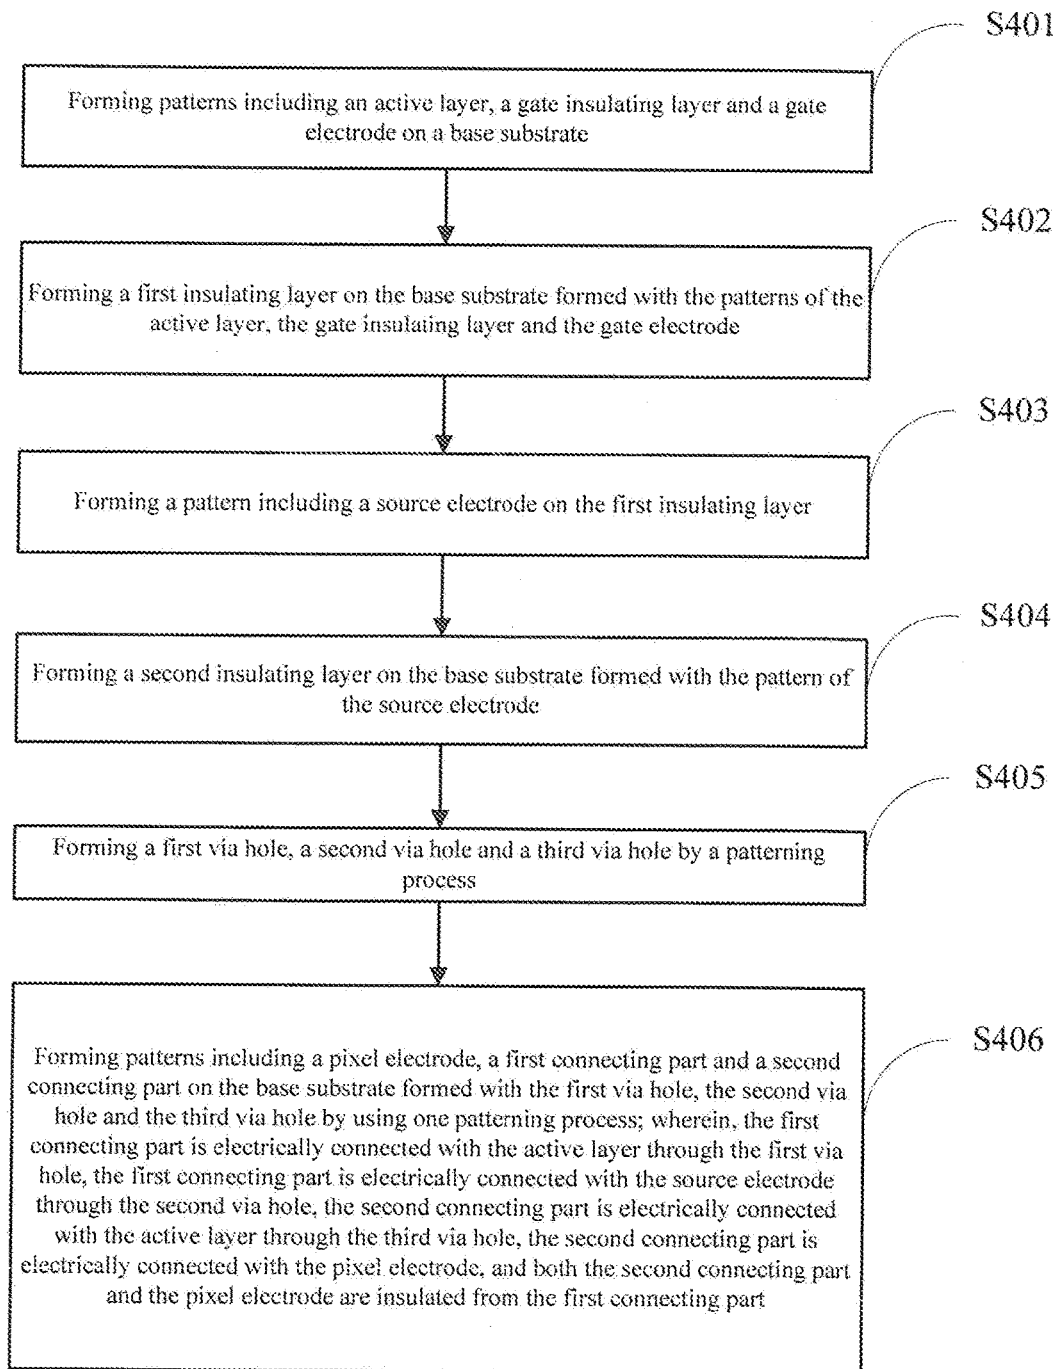 S401
Forming patterns including an active layer, a gate insulating layer and a gate
electrode on a base substrate
S402
Forming a first insulating layer on the base substrate formed with the patterns of the
active layer, the gate insulating layer and the gate electrode
S403
Forming a pattern including a source electrode on the first insulating layer
S404
Forming a second insulating layer on the base substrate formed with the pattern of
the source electrode
S405
Forming a first via hole, a second via hole and a third via hole by a patterning
process
S406
Forming patterns including a pixel electrode, a first connecting part and a second
connecting part on the base substrate formed with the first via hole, the second via
hole and the third via hole by using one patterning process; wherein, the first
connecting part is electrically connected with the active layer through the first via
hole, the first connecting part is electrically connected with the source electrode
through the second via hole, the second connecting part is electrically connected
with the active layer through the third via hole, the second connecting part is
electrically connected with the pixel electrode, and both the second connecting part
and the pixel electrode are insulated from the first connecting part